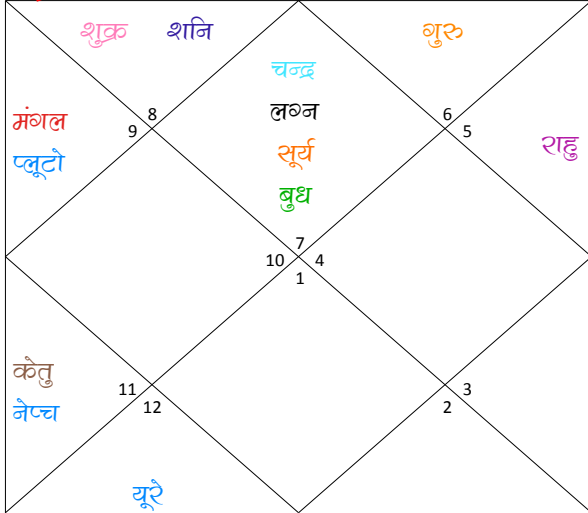 शुक्र शनि
गुरु
चन्द्र
लग्न
सूर्य
बुध
8
9
6
5
मंगल
प्लूटो
राहु
7
10 4
1
केतु
नेप्च
11
12
3
2
यूरे